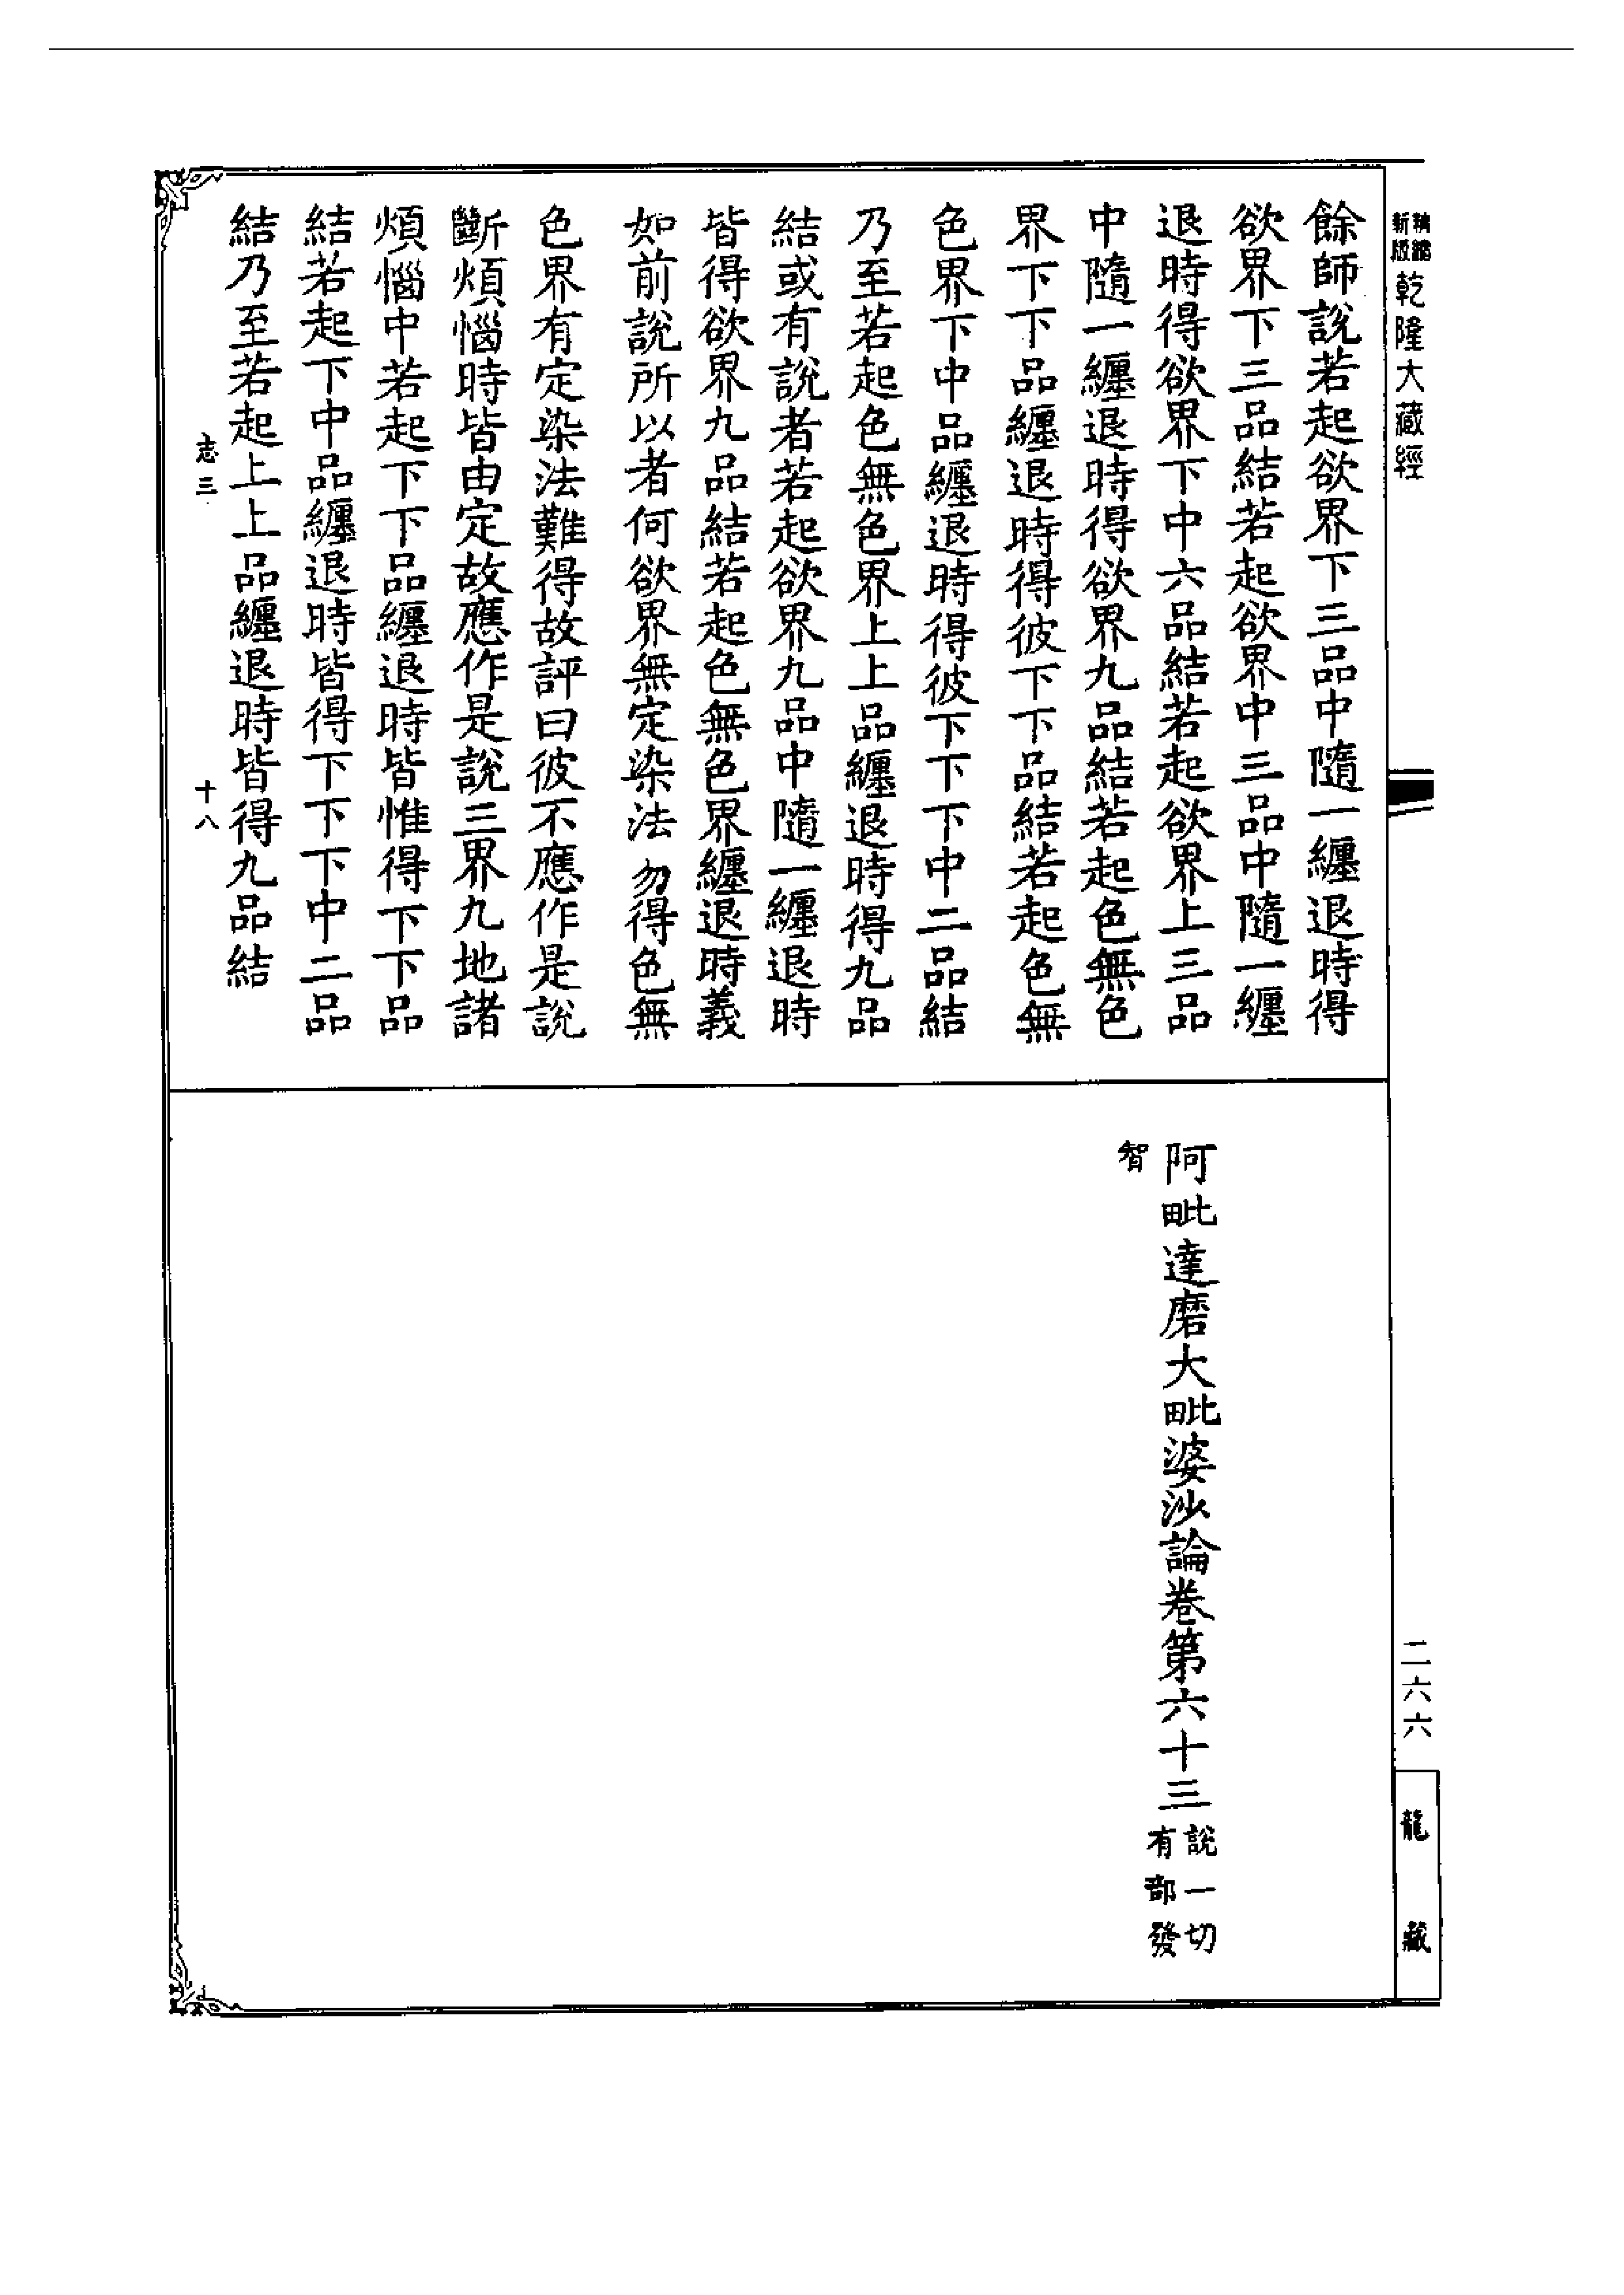 精縮
新版
乾隆大藏經
餘師說若起欲界下三品中隨一纏退時得
欲界下三品結若起欲界中三品中隨一纏
退時得欲界下中六品結若起欲界上三品
中隨一纏退時得欲界九品結若起色無色
界下下品纏退時得彼下下品結若起色無
色界下中品纏退時得彼下下下中二品結
乃至若起色無色界上上品纏退時得九品
結或有說者若起欲界九品中隨一纏退時
皆得欲界九品結若起色無色界纏退時義
如前說所以者何欲界無定染法勿得色無
色界有定染法難得故評曰彼不應作是說
斷煩惱時皆由定故應作是說三界九地諸
煩惱中若起下下品纏退時皆惟得下下品
結若起下中品纏退時皆得下下下中二品
結乃至若起上上品纏退時皆得九品結
志三 十八
阿毗達磨大毗婆沙論卷第六十三
說一切
有部發
智
二六六
龍藏